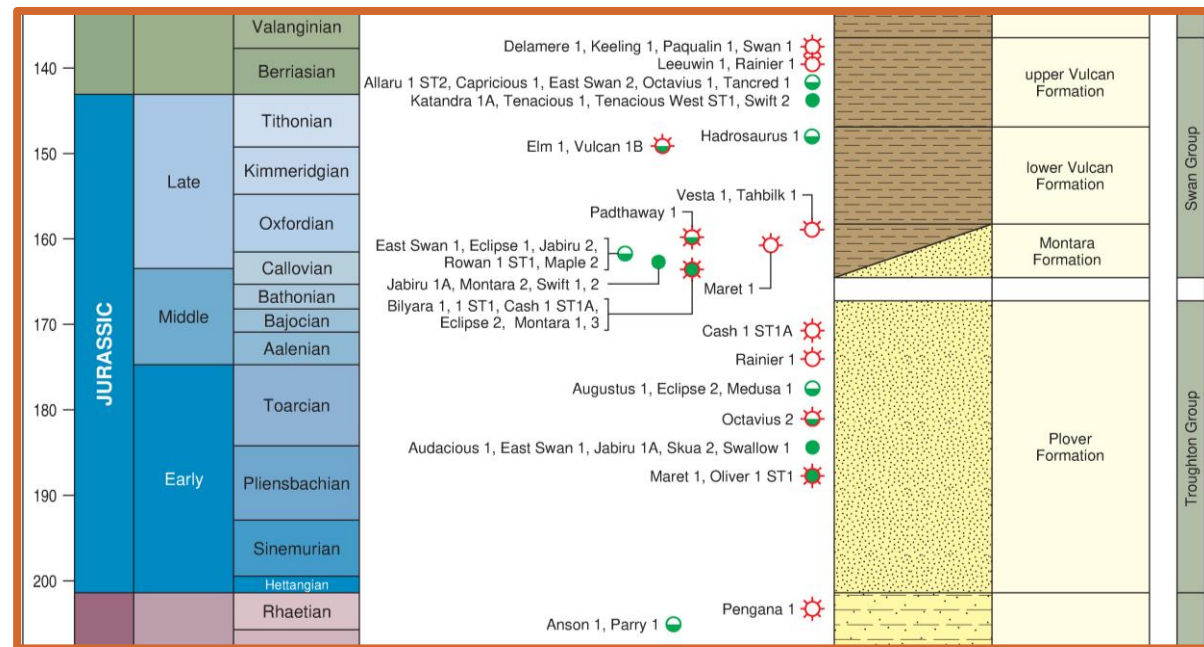 Valanginian
Berriasian
Tithonian
Kimmeridgian
Oxfordian
Callovian
Bathonian
Bajocian
Aalenian
Toarcian
Pliensbachian
Sinemurian
Hettangian
Rhaetian
140
150
160
170
180
190
200
JURASSIC
Late
Middle
Early
Delamere 1, Keeling 1, Paqualin 1, Swan 1
Leeuwin 1, Rainier 1
Allaru 1 ST2, Capricious 1, East Swan 2, Octavius 1, Tancred 1
Katandra 1A, Tenacious 1, Tenacious West ST1, Swift 2
Hadrosaurus 1
Elm 1, Vulcan 1B
Vesta 1, Tahbilk 1
Padthaway 1
East Swan 1, Eclipse 1, Jabiru 2,
Rowan 1 ST1, Maple 2
Jabiru 1A, Montara 2, Swift 1, 2
Maret 1
Bilyara 1, 1 ST1, Cash 1 ST1A,
Eclipse 2, Montara 1, 3
Cash 1 ST1A
Rainier 1
Augustus 1, Eclipse 2, Medusa 1
Octavius 2
Audacious 1, East Swan 1, Jabiru 1A, Skua 2, Swallow 1
Maret 1, Oliver 1 ST1
Pengana 1
Anson 1, Parry 1
upper Vulcan
Formation
lower Vulcan
Formation
Montara
Formation
Plover
Formation
Swan Group
Troughton Group